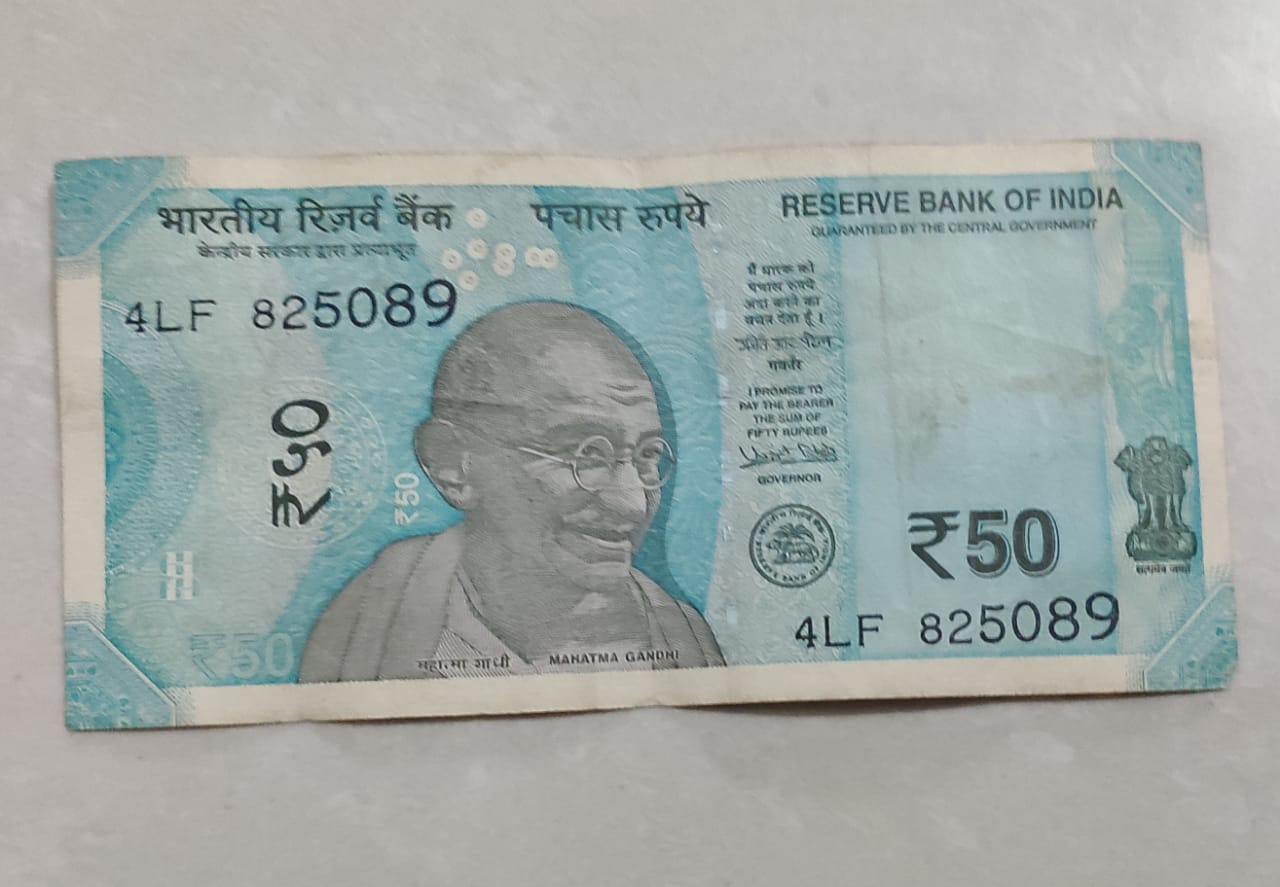 भारतीय रिज़र्व बैंक
केन्द्रीय सरकार द्वारा प्रत्याभूत
पचास रुपये
RESERVE BANK OF INDIA
GUARANTEED BY THE CENTRAL GOVERNMENT
4LF 825089
मैं धारक को
पचास रुपये
अदा करने का
वचन देता हूँ ।
गवर्नर
I PROMISE TO
PAY THE BEARER
THE SUM OF
FIFTY RUPEES
GOVERNOR
₹५०
₹50
₹50
₹50
4LF 825089
महात्मा गांधी
MAHATMA GANDHI
सत्यमेव जयते